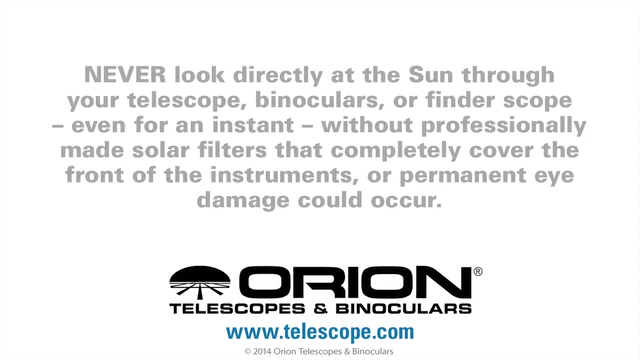 NEVER look directly at the Sun through
your telescope, binoculars, or finder scope
– even for an instant – without professionally
made solar filters that completely cover the
front of the instruments, or permanent eye
damage could occur.
ORION®
TELESCOPES & BINOCULARS
www.telescope.com
© 2014 Orion Telescopes & Binoculars